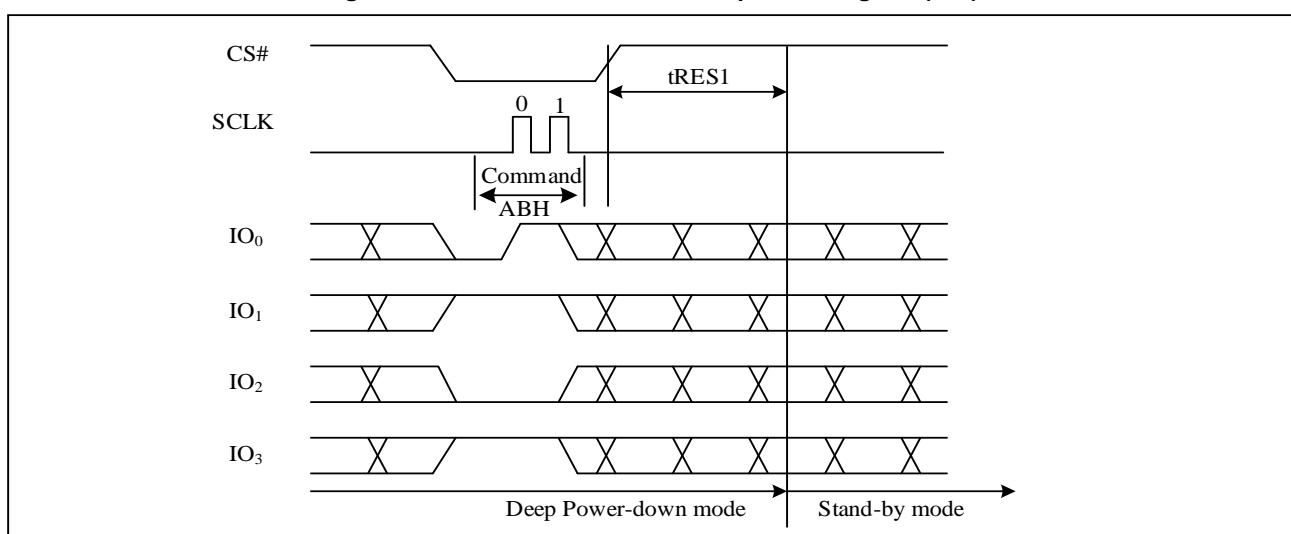 CS#
tRES1
0 1
SCLK
Command
ABH
IO₀
IO₁
IO₂
IO₃
Deep Power-down mode Stand-by mode